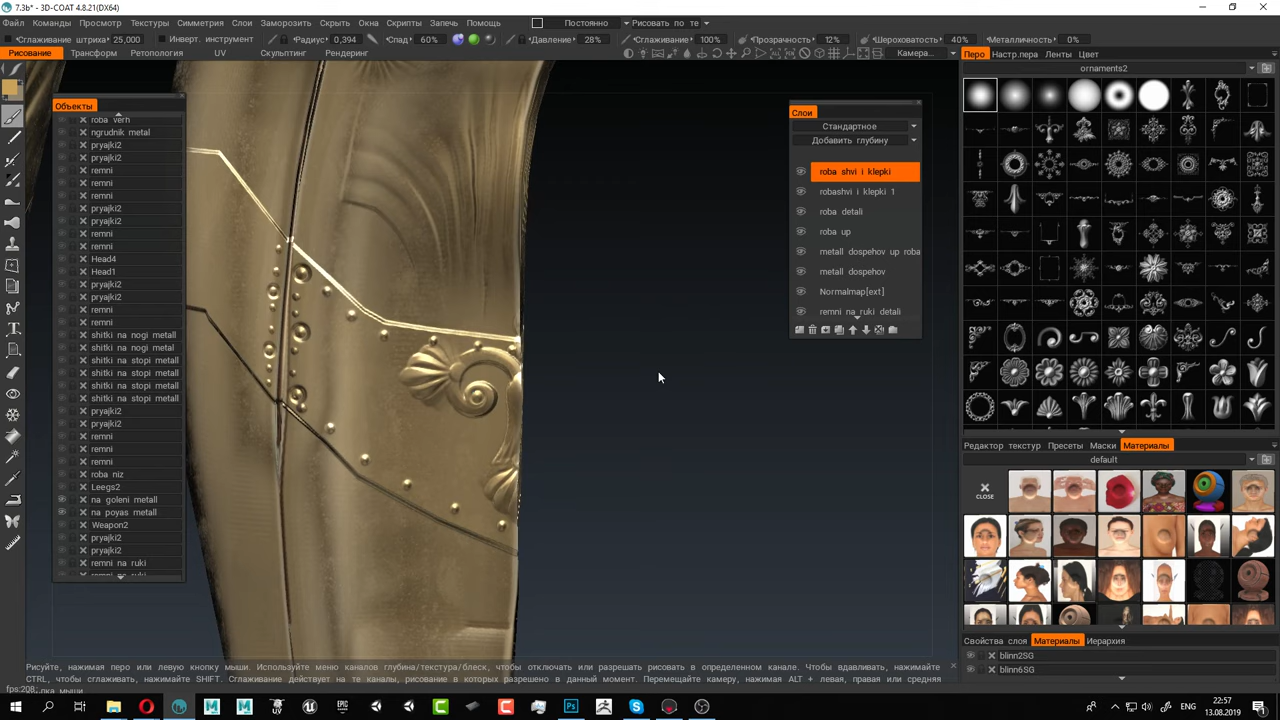 7.3b* - 3D-COAT 4.8.21(DX64)
Файл Команды Просмотр Текстуры Симметрия Слои Заморозить Скрыть Окна Скрипты Запечь Помощь Постоянно Рисовать по те
Сглаживание штриха: 25,000 Инверт. инструмент Радиус: 0,394 Спад: 60% Давление: 28% Сглаживание: 100% Прозрачность: 12% Шероховатость: 40% Металличность: 0%
Рисование Трансформ Ретопология UV Скульптинг Рендеринг Камера...
Перо Настр.пера Ленты Цвет
ornaments2
Объекты
roba verh
ngrudnik metal
pryajki2
pryajki2
remni
remni
remni
pryajki2
pryajki2
remni
remni
Head4
Head1
pryajki2
pryajki2
remni
remni
shitki na nogi metall
shitki na nogi metal
shitki na stopi metall
shitki na stopi metall
shitki na stopi metall
shitki na stopi metall
pryajki2
pryajki2
remni
remni
remni
roba niz
Leegs2
na goleni metall
na poyas metall
Weapon2
pryajki2
pryajki2
remni na ruki
remni na ruki
Слои
Стандартное
Добавить глубину
roba shvi i klepki
robashvi i klepki 1
roba detali
roba up
metall dospehov up roba
metall dospehov
Normalmap[ext]
remni na ruki detali
Редактор текстур Пресеты Маски Материалы
default
CLOSE
Свойства слоя Материалы Иерархия
blinn2SG
blinn6SG
Рисуйте, нажимая перо или левую кнопку мыши. Используйте меню каналов глубина/текстура/блеск, чтобы отключать или разрешать рисовать в определенном канале. Чтобы вдавливать, нажимайте
CTRL, чтобы сглаживать, нажимайте SHIFT. Сглаживание действует на те каналы, рисование в которых разрешено в данный момент. Перемещайте камеру, нажимая ALT + левая, правая или средняя
fps:208;
UV
EPIC
РУС
22:57
13.08.2019